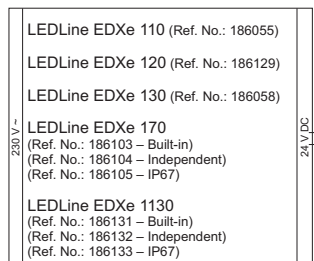 230 V ~
LEDLine EDXe 110 (Ref. No.: 186055)
LEDLine EDXe 120 (Ref. No.: 186129)
LEDLine EDXe 130 (Ref. No.: 186058)
LEDLine EDXe 170
(Ref. No.: 186103 – Built-in)
(Ref. No.: 186104 – Independent)
(Ref. No.: 186105 – IP67)
LEDLine EDXe 1130
(Ref. No.: 186131 – Built-in)
(Ref. No.: 186132 – Independent)
(Ref. No.: 186133 – IP67)
24 V DC